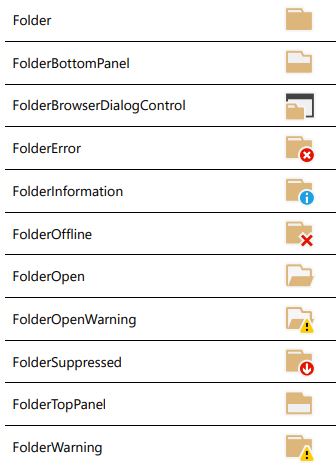 Folder
FolderBottomPanel
FolderBrowserDialogControl
FolderError
FolderInformation
FolderOffline
FolderOpen
FolderOpenWarning
FolderSuppressed
FolderTopPanel
FolderWarning